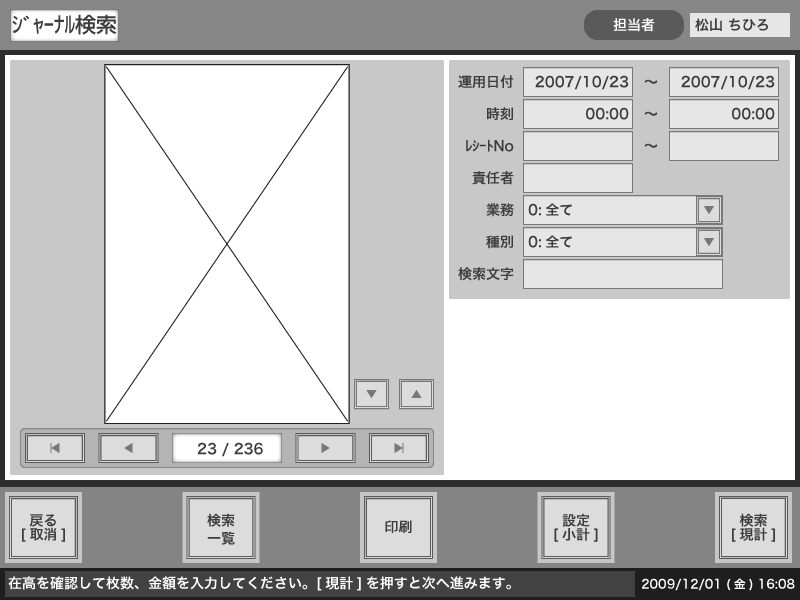 ｼﾞｬｰﾅﾙ検索
担当者
松山 ちひろ
運用日付 2007/10/23 ～ 2007/10/23
時刻 00:00 ～ 00:00
ﾚｼｰﾄNo ～
責任者
業務 0: 全て
種別 0: 全て
検索文字
23 / 236
戻る
[ 取消 ]
検索
一覧
印刷
設定
[ 小計 ]
検索
[ 現計 ]
在高を確認して枚数、金額を入力してください。[ 現計 ] を押すと次へ進みます。
2009/12/01 ( 金 ) 16:08